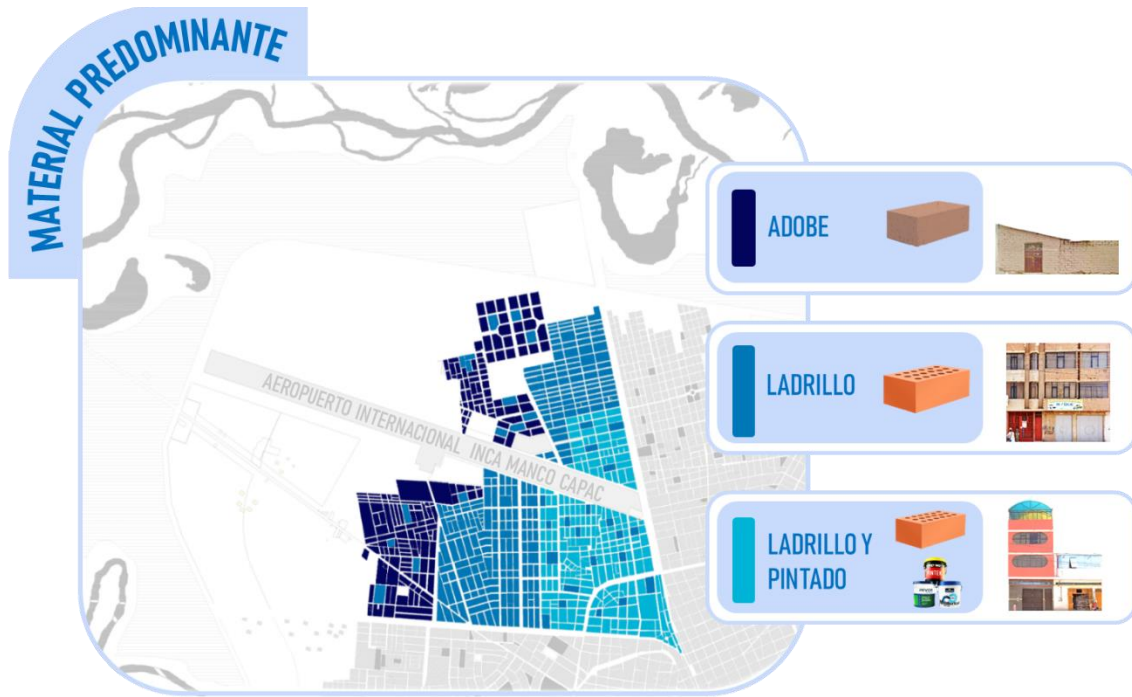 MATERIAL PREDOMINANTE
ADOBE
AEROPUERTO INTERNACIONAL INCA MANCO CAPAC
LADRILLO
LADRILLO Y
PINTADO